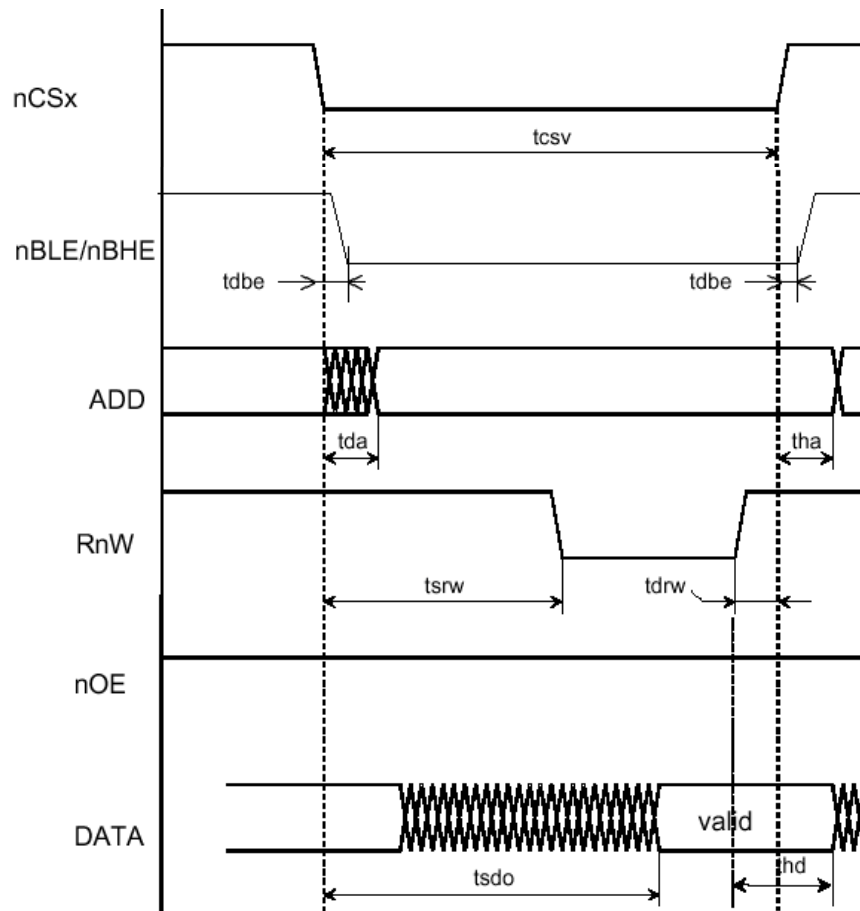 nCSx
tcsv
nBLE/nBHE
tdbe
tdbe
ADD
tda
tha
RnW
tsrw
tdrw
nOE
DATA
valid
tsdo
thd